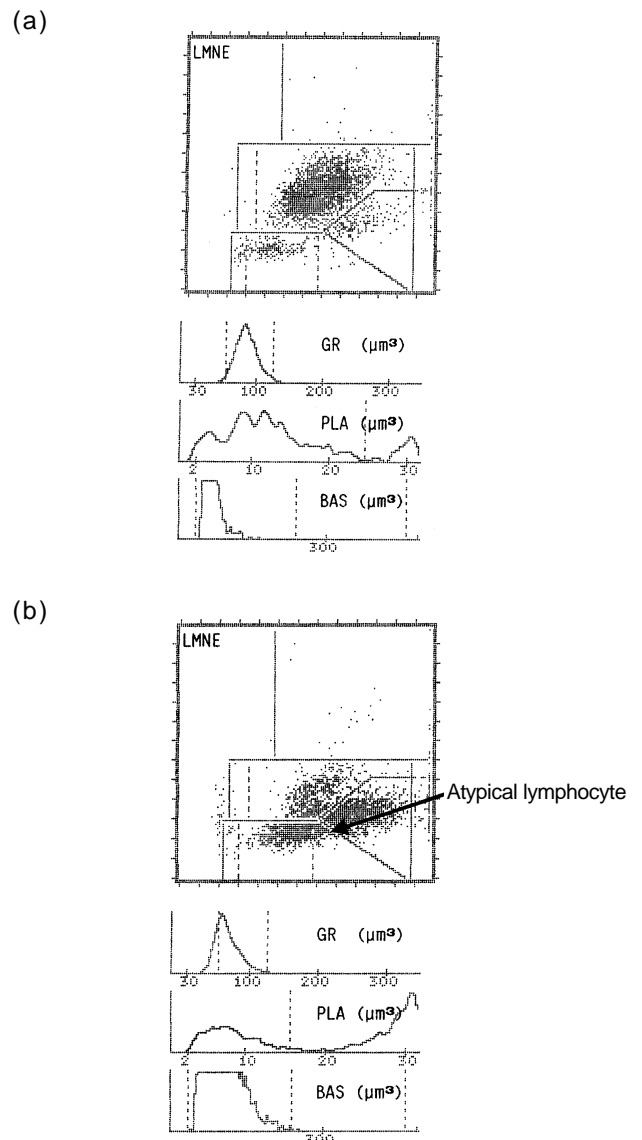 (a)
LMNE
GR (µm³)
30 100 200 300
PLA (µm³)
2 10 20 30
BAS (µm³)
300
(b)
LMNE
Atypical lymphocyte
GR (µm³)
30 100 200 300
PLA (µm³)
2 10 20 30
BAS (µm³)
300